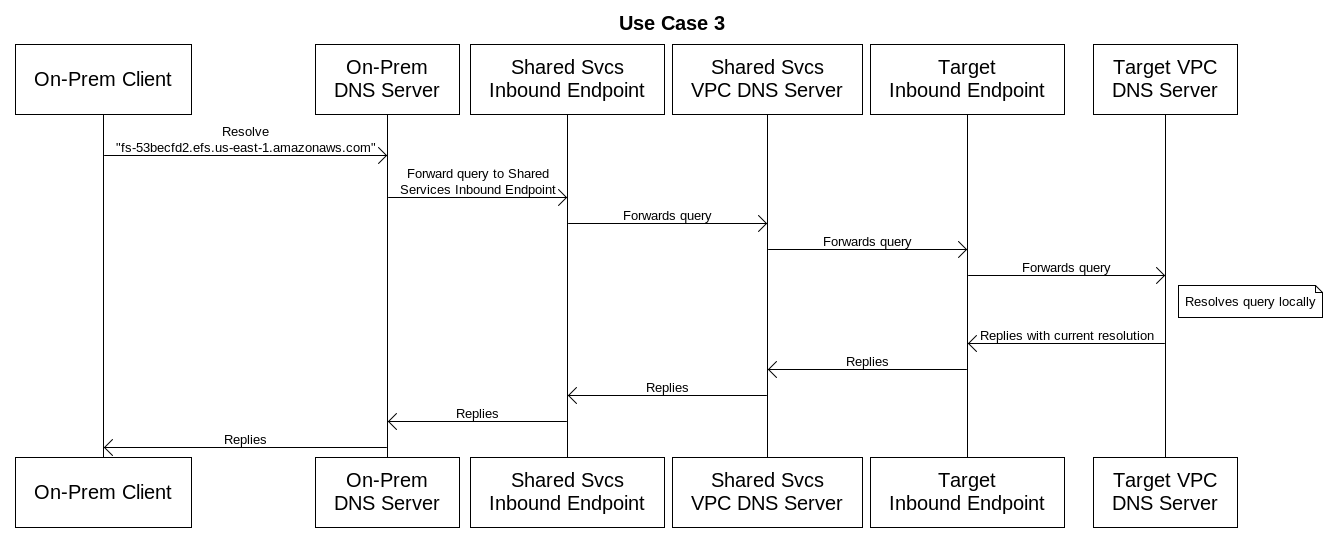 Use Case 3
On-Prem Client
On-Prem
DNS Server
Shared Svcs
Inbound Endpoint
Shared Svcs
VPC DNS Server
Target
Inbound Endpoint
Target VPC
DNS Server
Resolve
"fs-53becfd2.efs.us-east-1.amazonaws.com"
Forward query to Shared
Services Inbound Endpoint
Forwards query
Forwards query
Forwards query
Resolves query locally
Replies with current resolution
Replies
Replies
Replies
Replies
On-Prem Client
On-Prem
DNS Server
Shared Svcs
Inbound Endpoint
Shared Svcs
VPC DNS Server
Target
Inbound Endpoint
Target VPC
DNS Server